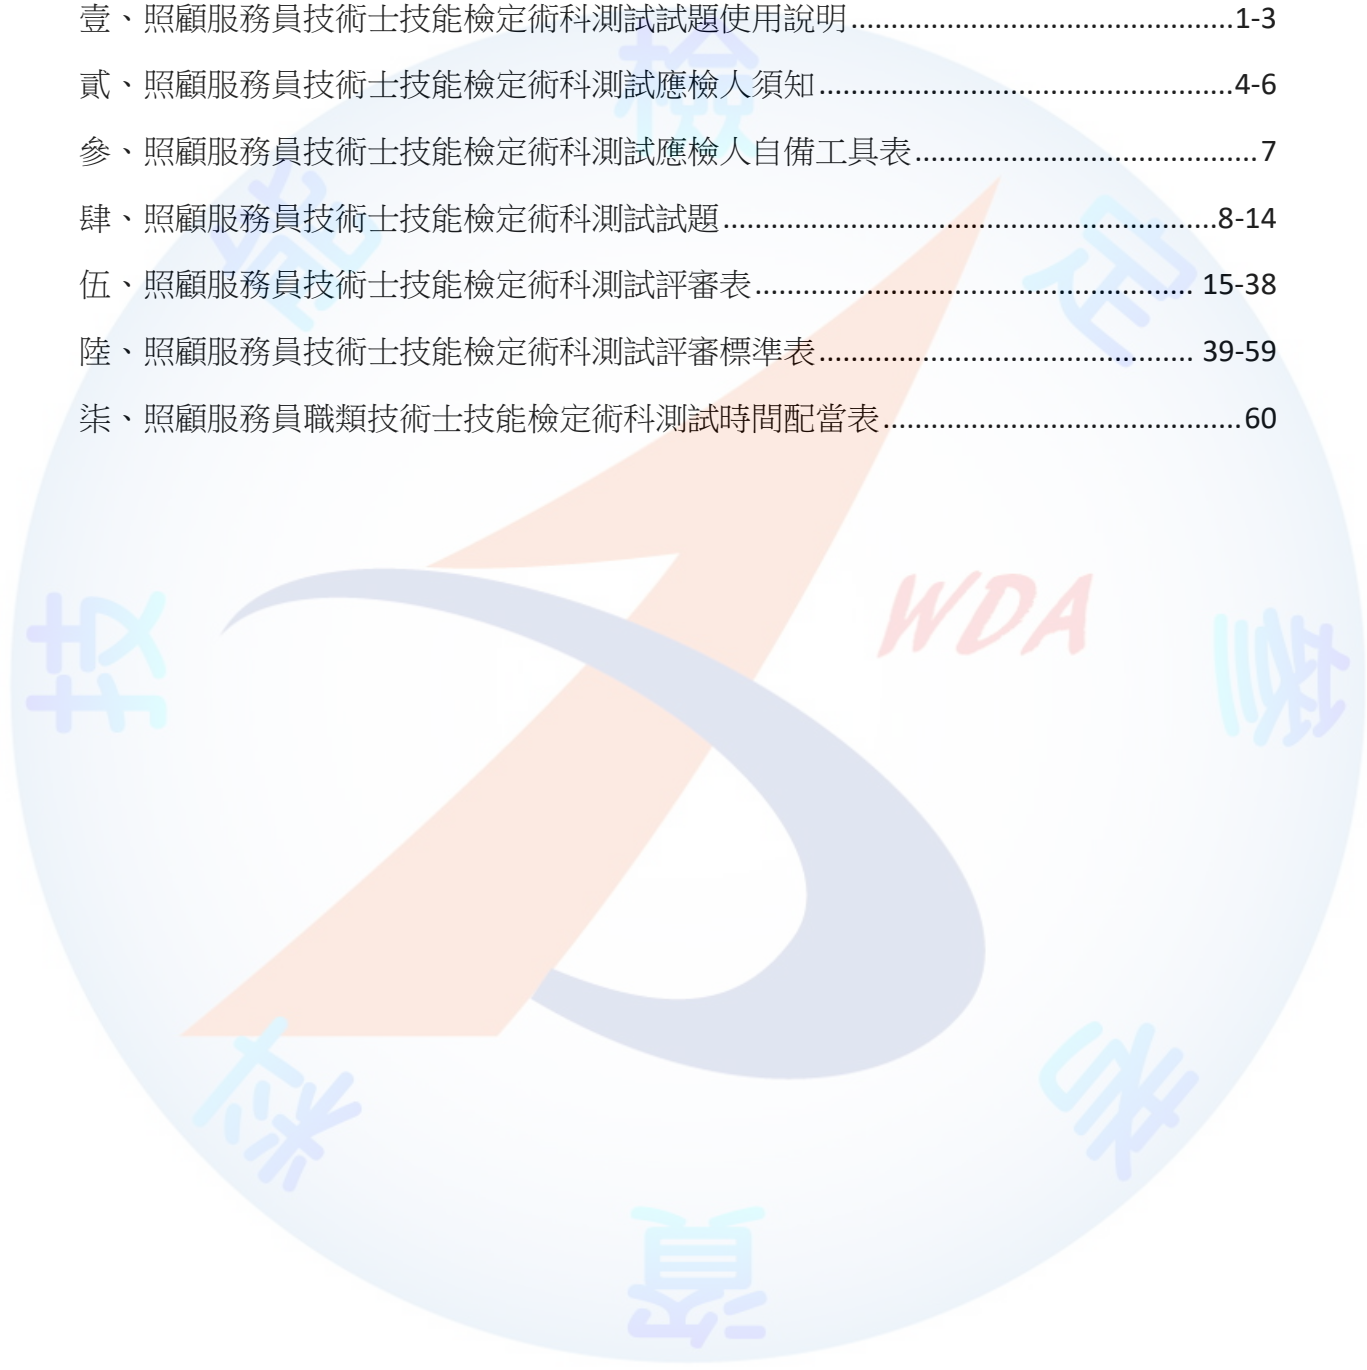 壹、照顧服務員技術士技能檢定術科測試試題使用說明..................................................1-3
貳、照顧服務員技術士技能檢定術科測試應檢人須知......................................................4-6
參、照顧服務員技術士技能檢定術科測試應檢人自備工具表............................................7
肆、照顧服務員技術士技能檢定術科測試試題................................................................8-14
伍、照顧服務員技術士技能檢定術科測試評審表......................................................... 15-38
陸、照顧服務員技術士技能檢定術科測試評審標準表................................................. 39-59
柒、照顧服務員職類技術士技能檢定術科測試時間配當表...............................................60
技能檢定參考資料
WDA